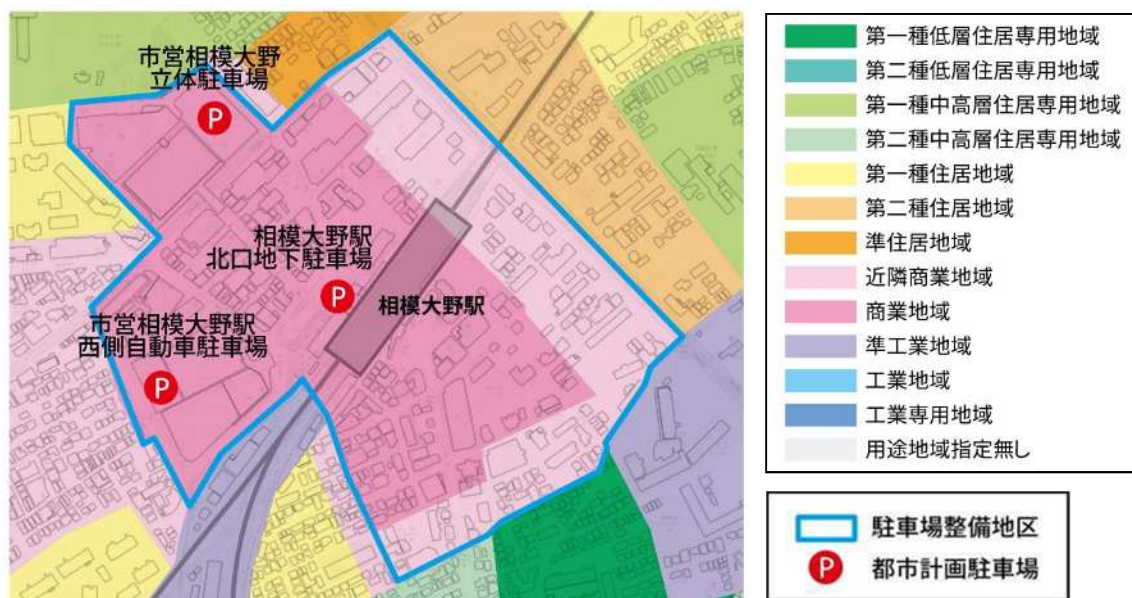 市営相模大野
立体駐車場
P
相模大野駅
北口地下駐車場
P
相模大野駅
市営相模大野駅
西側自動車駐車場
P
第一種低層住居専用地域
第二種低層住居専用地域
第一種中高層住居専用地域
第二種中高層住居専用地域
第一種住居地域
第二種住居地域
準住居地域
近隣商業地域
商業地域
準工業地域
工業地域
工業専用地域
用途地域指定無し
駐車場整備地区
P 都市計画駐車場